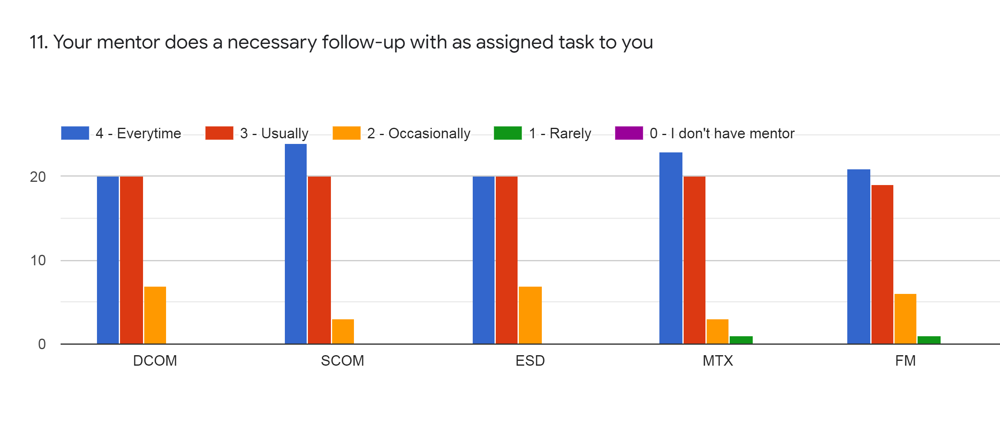 11. Your mentor does a necessary follow-up with as assigned task to you
4 - Everytime 3 - Usually 2 - Occasionally 1 - Rarely 0 - I don't have mentor
20
10
0
DCOM SCOM ESD MTX FM